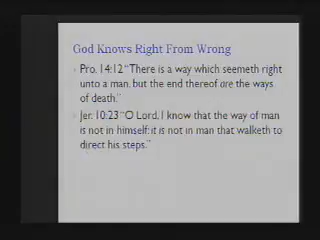 God Knows Right From Wrong
Pro. 14:12 “There is a way which seemeth right
unto a man, but the end thereof are the ways
of death.”
Jer. 10:23 “O Lord, I know that the way of man
is not in himself: it is not in man that walketh to
direct his steps.”